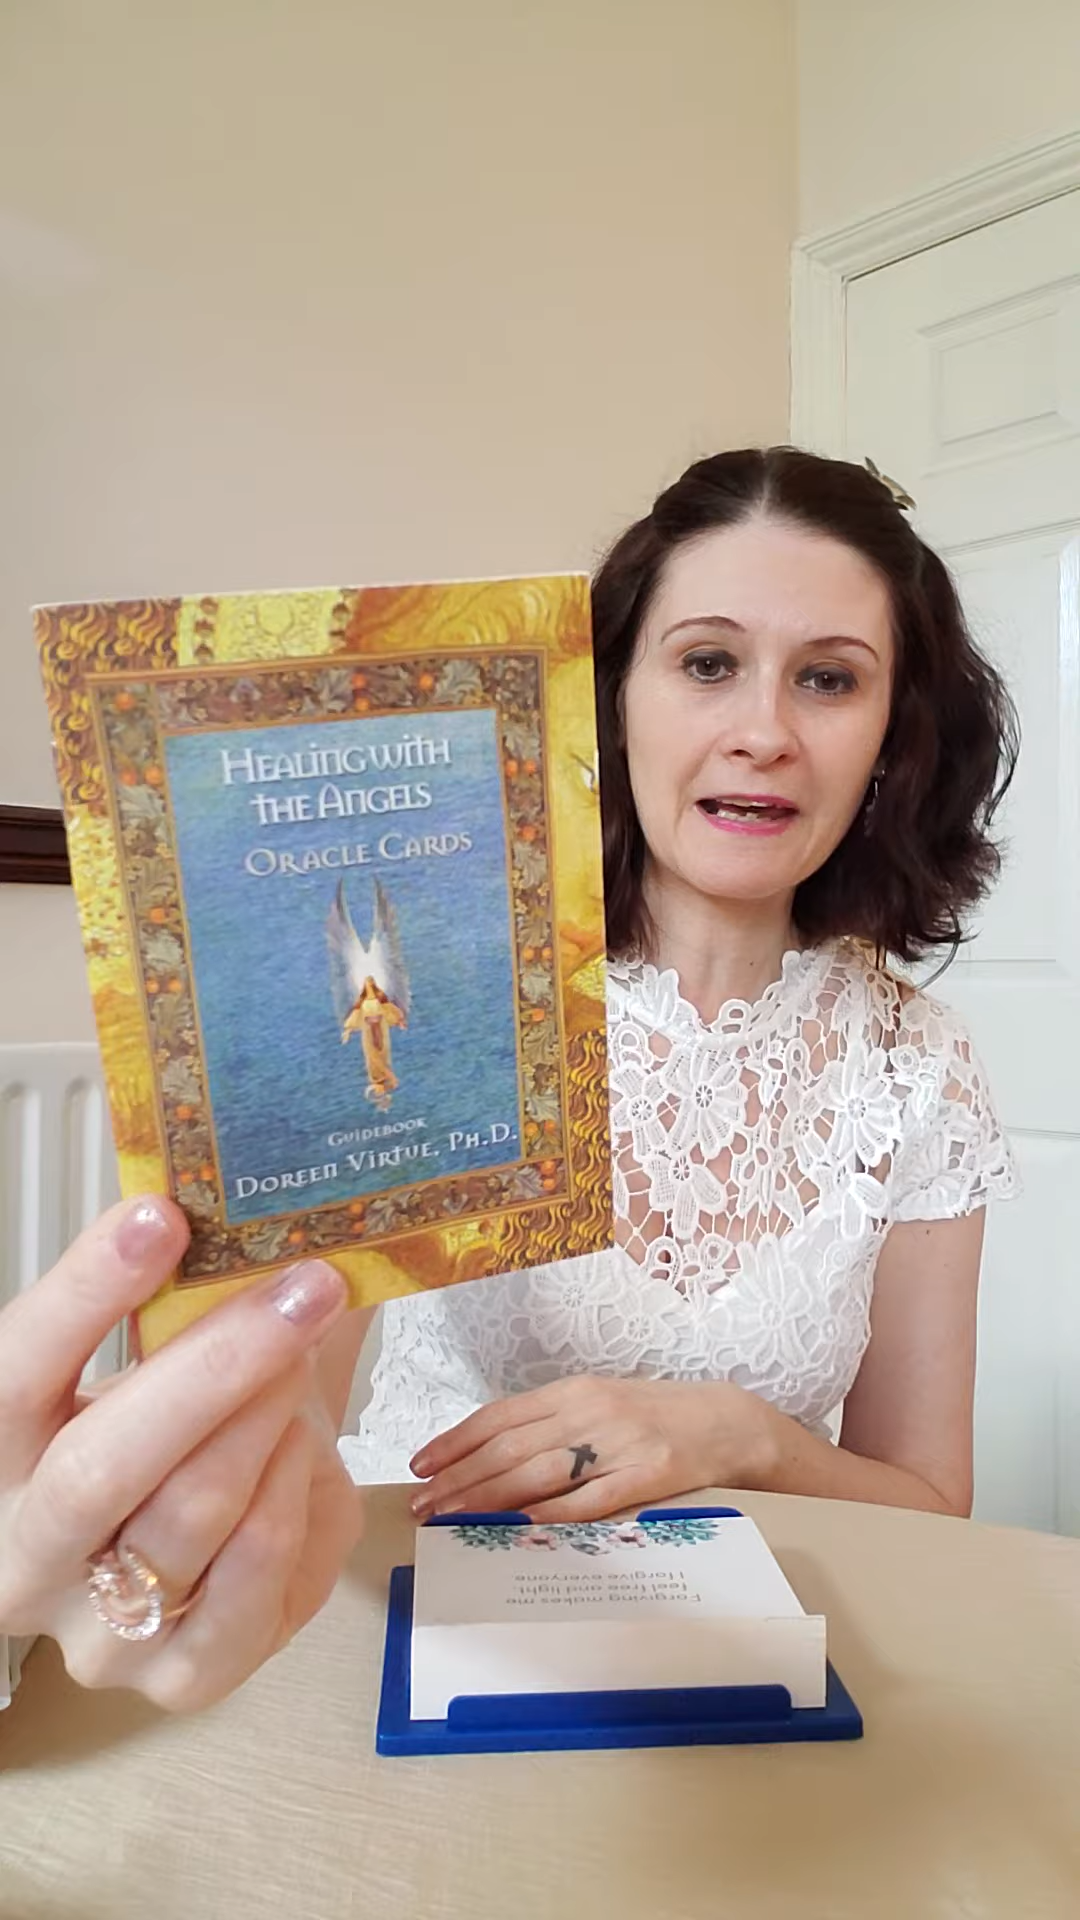 HEALING WITH
THE ANGELS
ORACLE CARDS
GUIDEBOOK
DOREEN VIRTUE, PH.D.
Forgiving makes me
feel free and light.
I forgive everyone